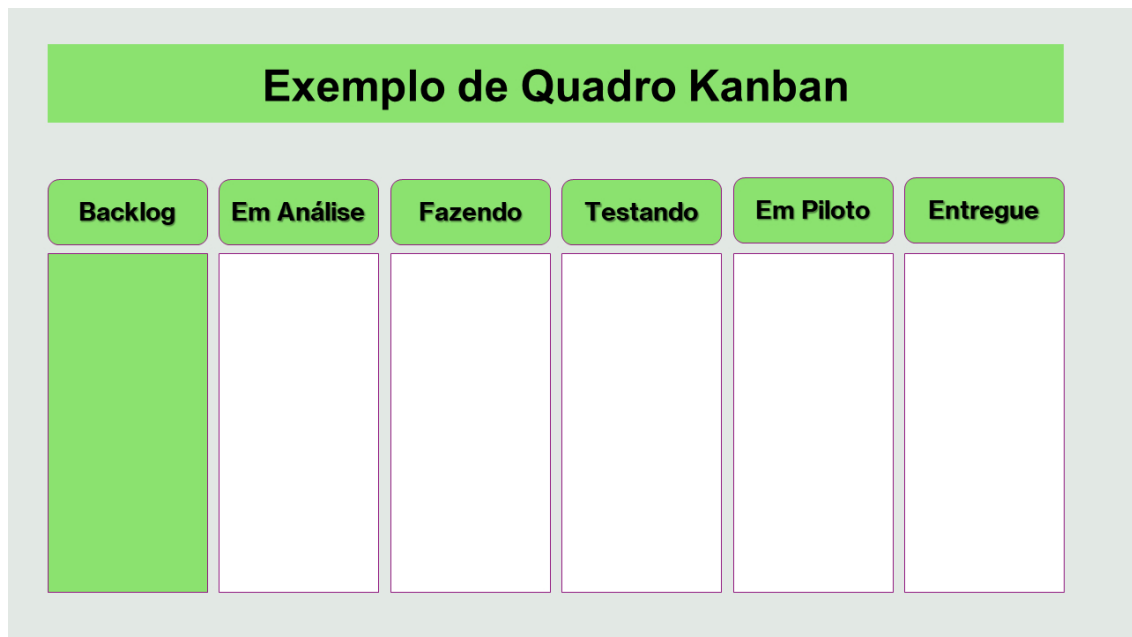 Exemplo de Quadro Kanban
Backlog
Em Análise
Fazendo
Testando
Em Piloto
Entregue